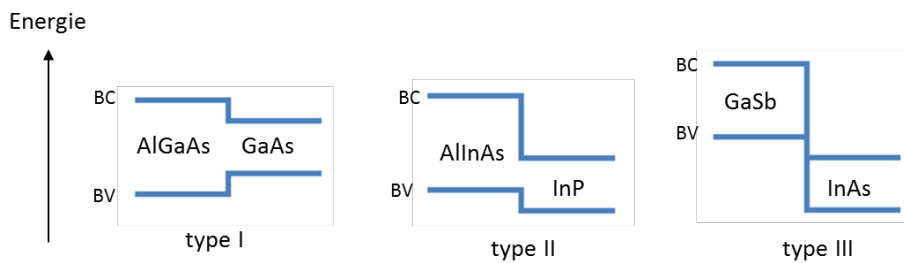 Energie
BC
AlGaAs
GaAs
BV
type I
BC
AlInAs
BV
InP
type II
BC
GaSb
BV
InAs
type III